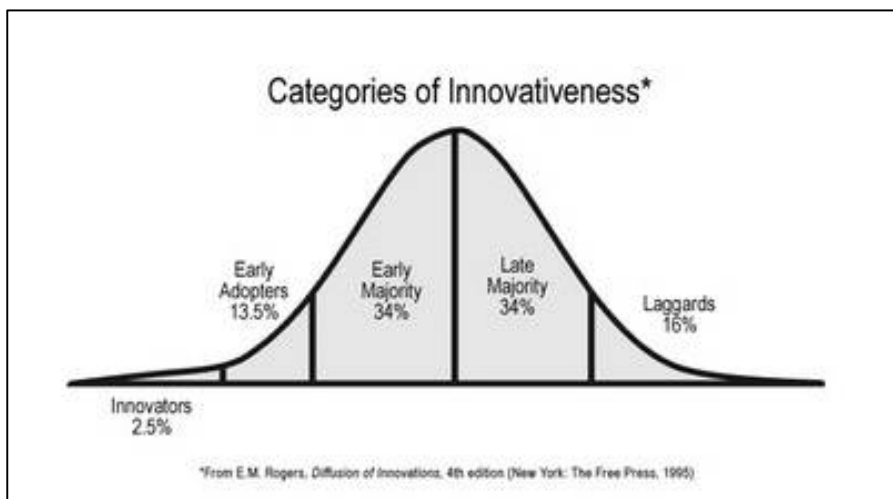 Categories of Innovativeness*
Early
Adopters
13.5%
Early
Majority
34%
Late
Majority
34%
Laggards
16%
Innovators
2.5%
*From E.M. Rogers, Diffusion of Innovations, 4th edition (New York: The Free Press, 1995)